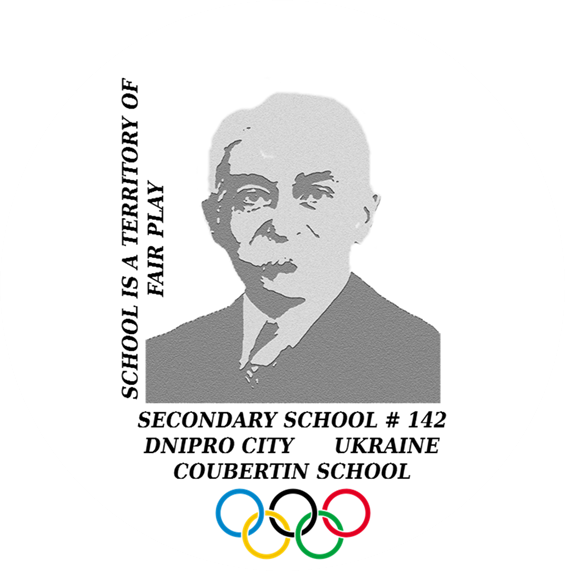 SCHOOL IS A TERRITORY OF
FAIR PLAY
SECONDARY SCHOOL # 142
DNIPRO CITY UKRAINE
COUBERTIN SCHOOL